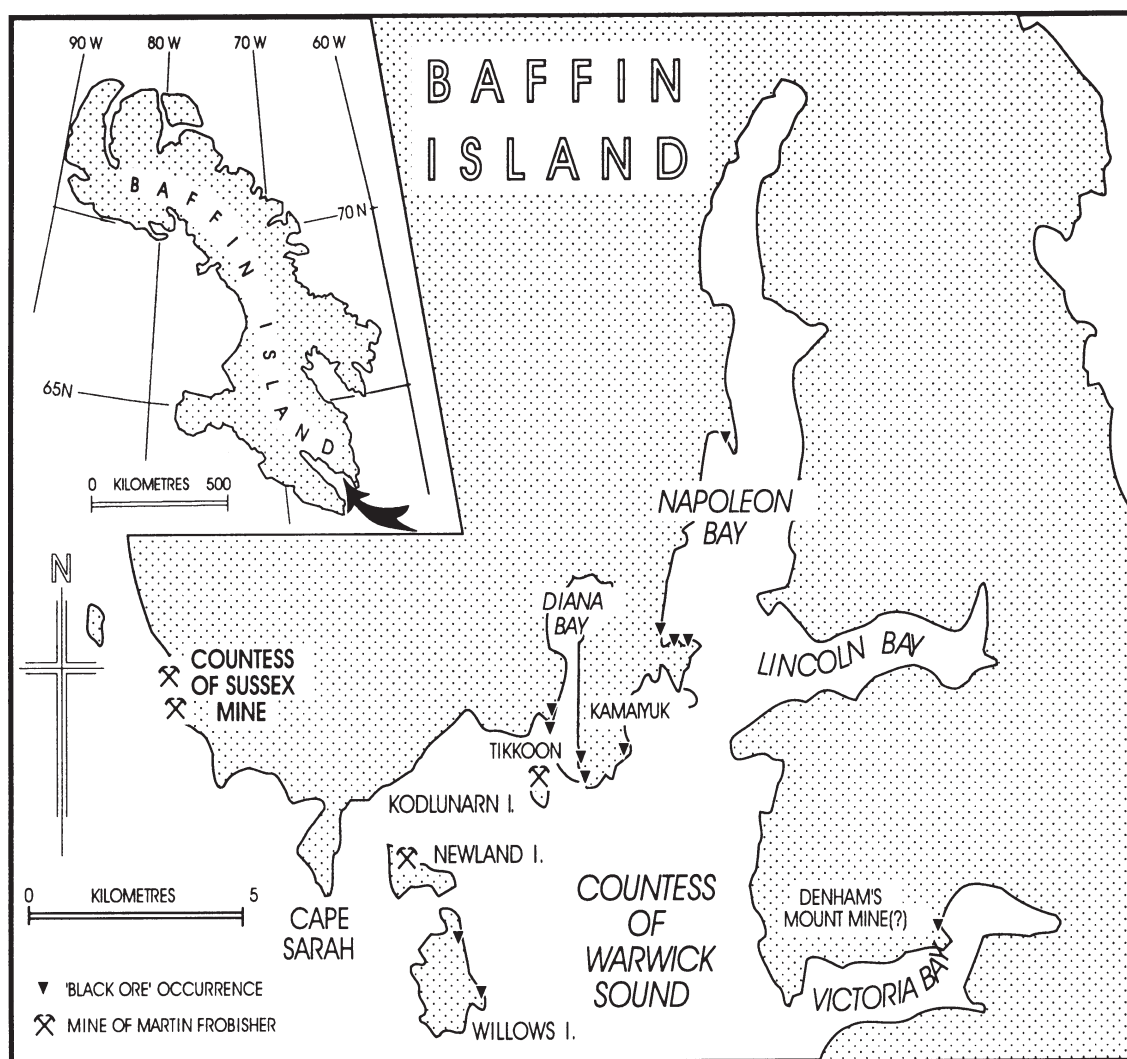 90 W
80 W
70 W
60 W
BAFFIN
ISLAND
BAFFIN
ISLAND
70 N
65N
0 KILOMETRES 500
N
NAPOLEON
BAY
DIANA
BAY
LINCOLN BAY
COUNTESS
OF SUSSEX
MINE
KAMAIYUK
TIKKOON
KODLUNARN I.
NEWLAND I.
0 KILOMETRES 5
CAPE
SARAH
COUNTESS
OF
WARWICK
SOUND
DENHAM'S
MOUNT MINE(?)
VICTORIA BAY
WILLOWS I.
'BLACK ORE' OCCURRENCE
MINE OF MARTIN FROBISHER